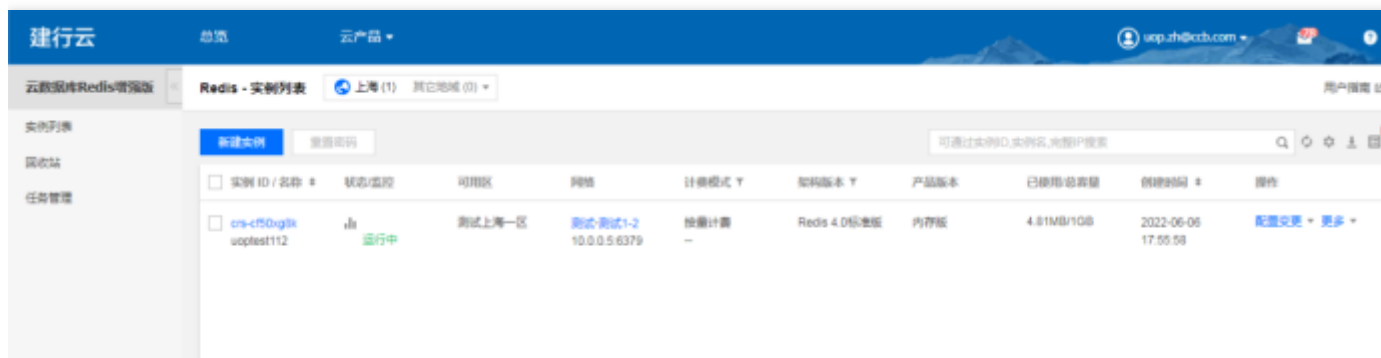 建行云 总览 云产品 uop.zh@ccb.com
云数据库Redis增强版 Redis - 实例列表 上海 (1) 其它地域 (0) 用户指南
实例列表
新建实例 重置密码 可通过实例ID,实例名,完整IP搜索
回收站
实例 ID / 名称 状态/监控 可用区 网络 计费模式 架构版本 产品版本 已使用/总容量 创建时间 操作
任务管理
crs-cf50xg8k 测试上海一区 测试-测试1-2 按量计费 Redis 4.0标准版 内存版 4.81MB/1GB 2022-06-06 配置变更 更多
uoptest112 运行中 10.0.0.5:6379 -- 17:55:58